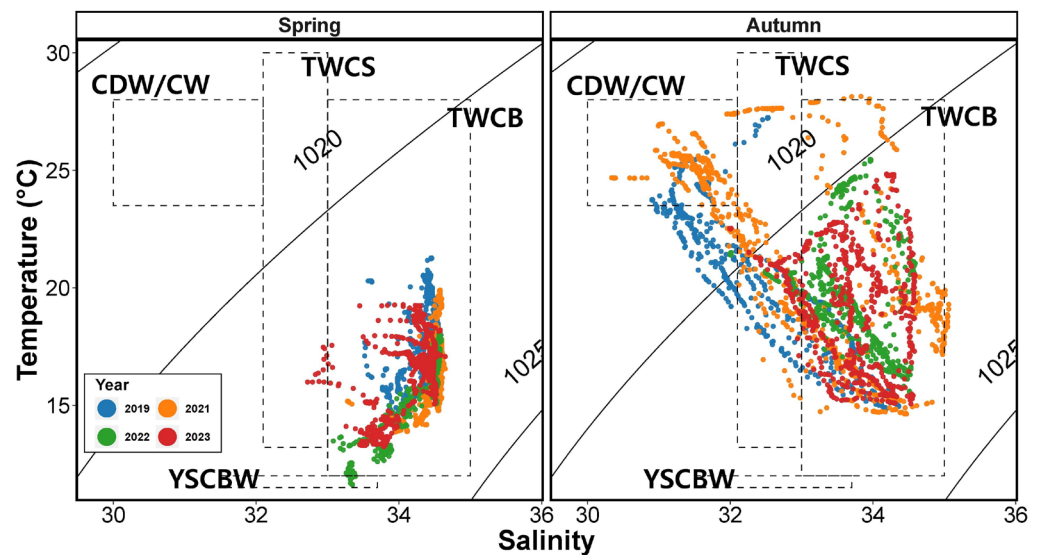 Spring
Autumn
Temperature (°C)
30
25
20
15
CDW/CW
TWCS
TWCB
1020
1025
YSCBW
Year
2019
2021
2022
2023
CDW/CW
TWCS
TWCB
1020
1025
YSCBW
30
32
34
36
30
32
34
36
Salinity